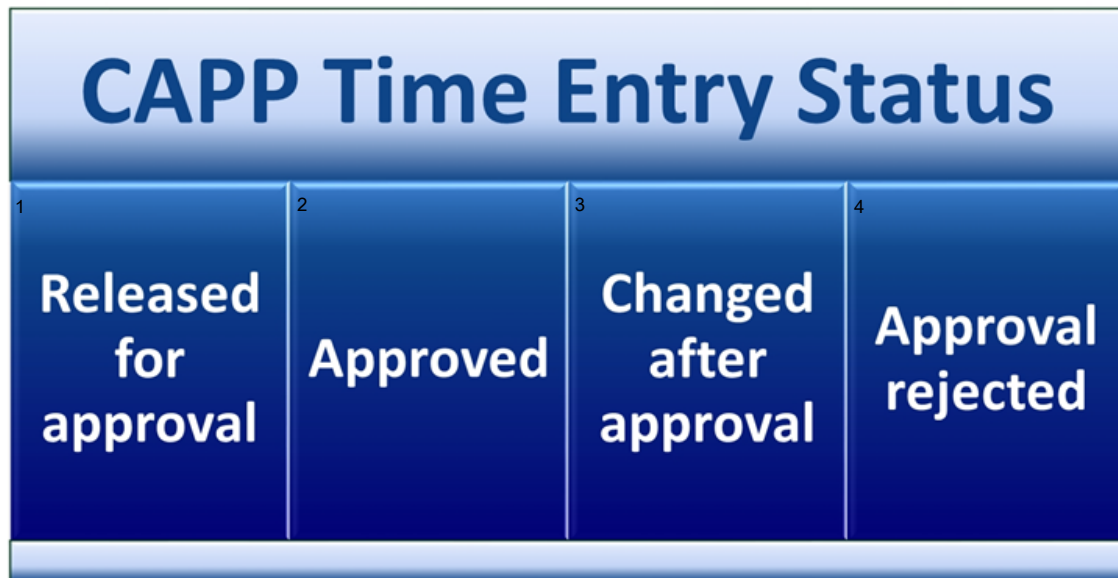 CAPP Time Entry Status
1
Released
for
approval
2
Approved
3
Changed
after
approval
4
Approval
rejected